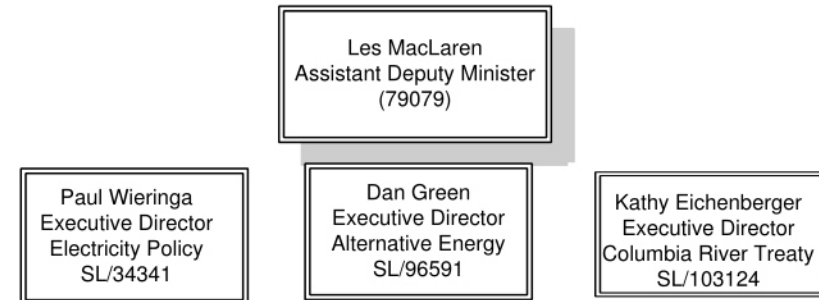 Les MacLaren
Assistant Deputy Minister
(79079)
Paul Wieringa
Executive Director
Electricity Policy
SL/34341
Dan Green
Executive Director
Alternative Energy
SL/96591
Kathy Eichenberger
Executive Director
Columbia River Treaty
SL/103124